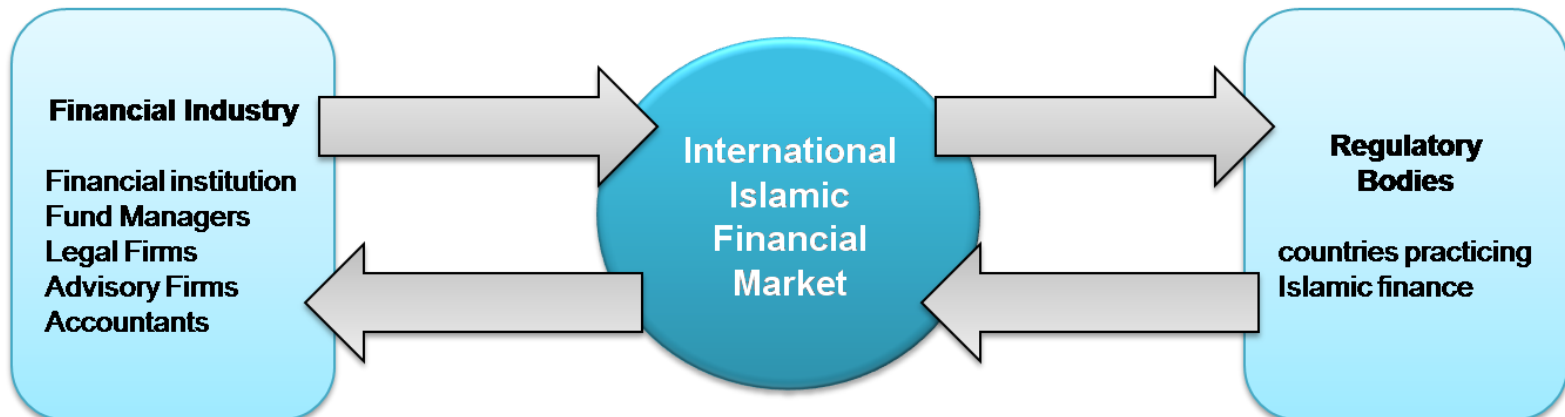 Financial Industry
Financial institution
Fund Managers
Legal Firms
Advisory Firms
Accountants
International
Islamic
Financial
Market
Regulatory
Bodies
countries practicing
Islamic finance